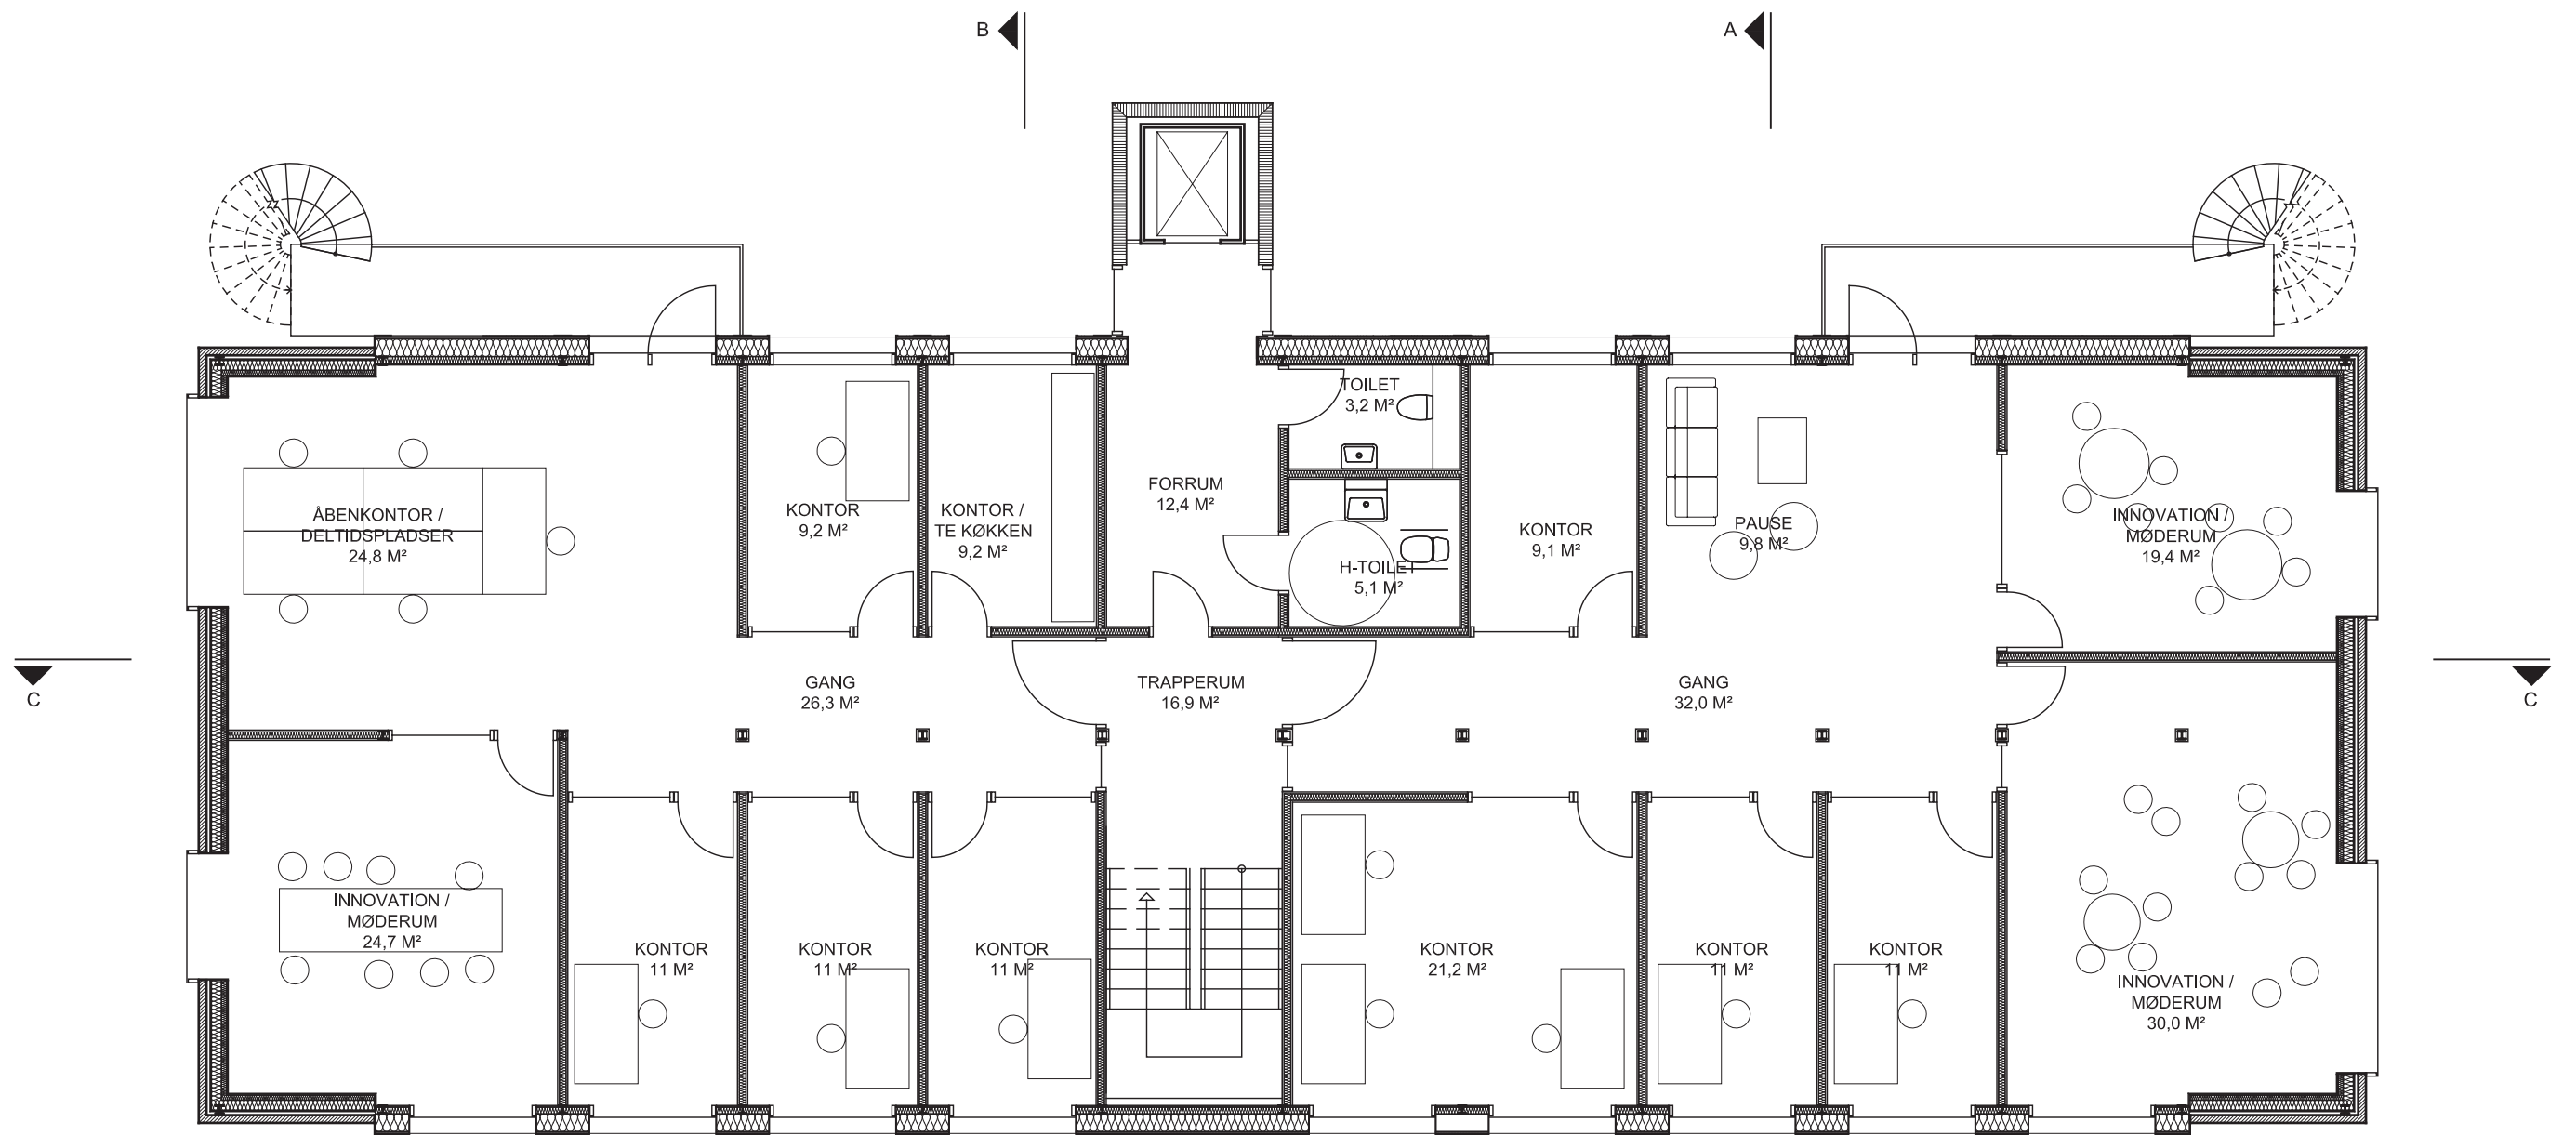 B
A
TOILET
3,2 M²
FORRUM
12,4 M²
ÅBENKONTOR /
DELTIDSPLADSER
24,8 M²
KONTOR
9,2 M²
KONTOR /
TE KØKKEN
9,2 M²
H-TOILET
5,1 M²
KONTOR
9,1 M²
PAUSE
9,8 M²
INNOVATION /
MØDERUM
19,4 M²
C
GANG
26,3 M²
TRAPPERUM
16,9 M²
GANG
32,0 M²
C
INNOVATION /
MØDERUM
24,7 M²
KONTOR
11 M²
KONTOR
11 M²
KONTOR
11 M²
KONTOR
21,2 M²
KONTOR
11 M²
KONTOR
11 M²
INNOVATION /
MØDERUM
30,0 M²